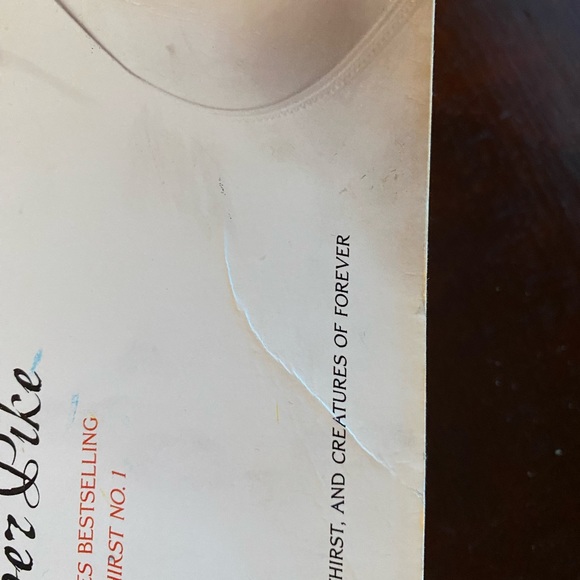 er Pike
ES BESTSELLING
HIRST NO. 1
THIRST, AND CREATURES OF FOREVER